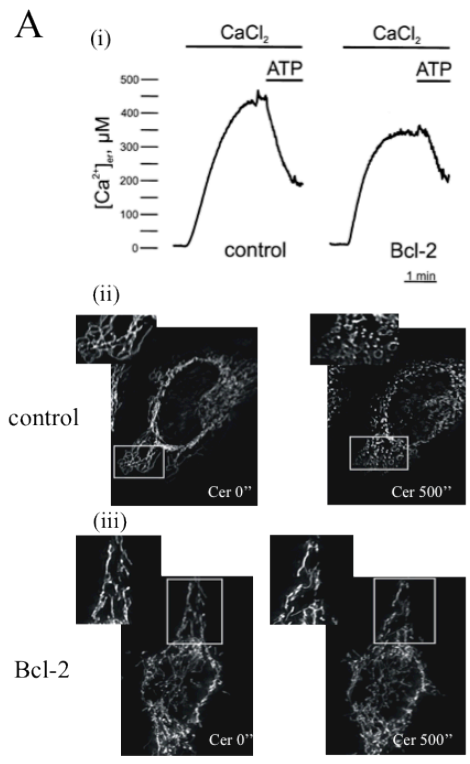 A
(i)
CaCl2 CaCl2
ATP ATP
500
400
300
200
100
0
[Ca2+]er, µM
control Bcl-2
1 min
(ii)
control
Cer 0’’ Cer 500’’
(iii)
Bcl-2
Cer 0’’ Cer 500’’